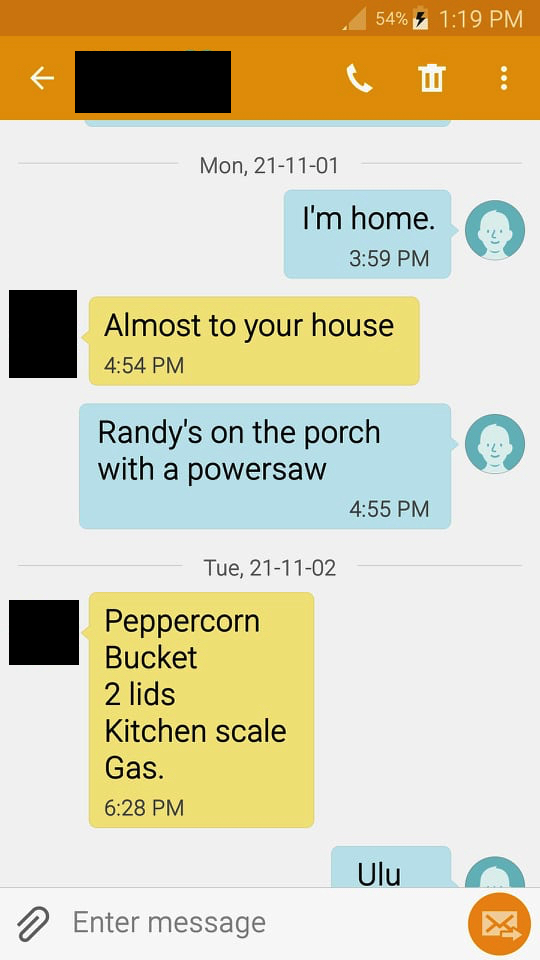 54% 1:19 PM
Mon, 21-11-01
I'm home.
3:59 PM
Almost to your house
4:54 PM
Randy's on the porch
with a powersaw
4:55 PM
Tue, 21-11-02
Peppercorn
Bucket
2 lids
Kitchen scale
Gas.
6:28 PM
Ulu
Enter message